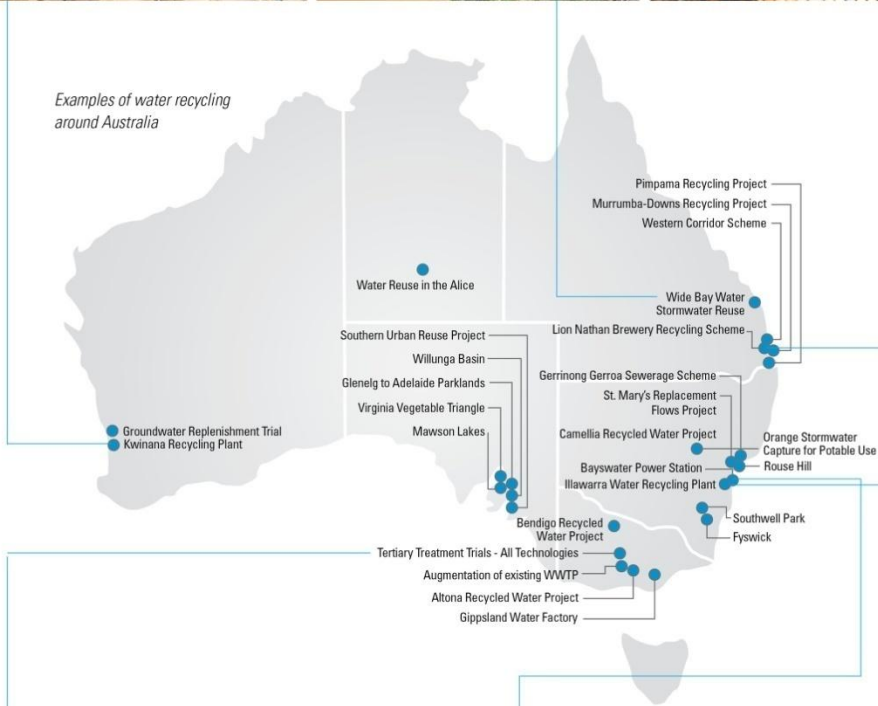 Examples of water recycling
around Australia
Pimpama Recycling Project
Murrumba-Downs Recycling Project
Western Corridor Scheme
Water Reuse in the Alice
Wide Bay Water
Stormwater Reuse
Southern Urban Reuse Project
Lion Nathan Brewery Recycling Scheme
Willunga Basin
Glenelg to Adelaide Parklands
Gerrinong Gerroa Sewerage Scheme
St. Mary's Replacement
Flows Project
Virginia Vegetable Triangle
Groundwater Replenishment Trial
Kwinana Recycling Plant
Mawson Lakes
Camellia Recycled Water Project
Orange Stormwater
Capture for Potable Use
Bayswater Power Station
Rouse Hill
Illawarra Water Recycling Plant
Southwell Park
Fyswick
Bendigo Recycled
Water Project
Tertiary Treatment Trials - All Technologies
Augmentation of existing WWTP
Altona Recycled Water Project
Gippsland Water Factory